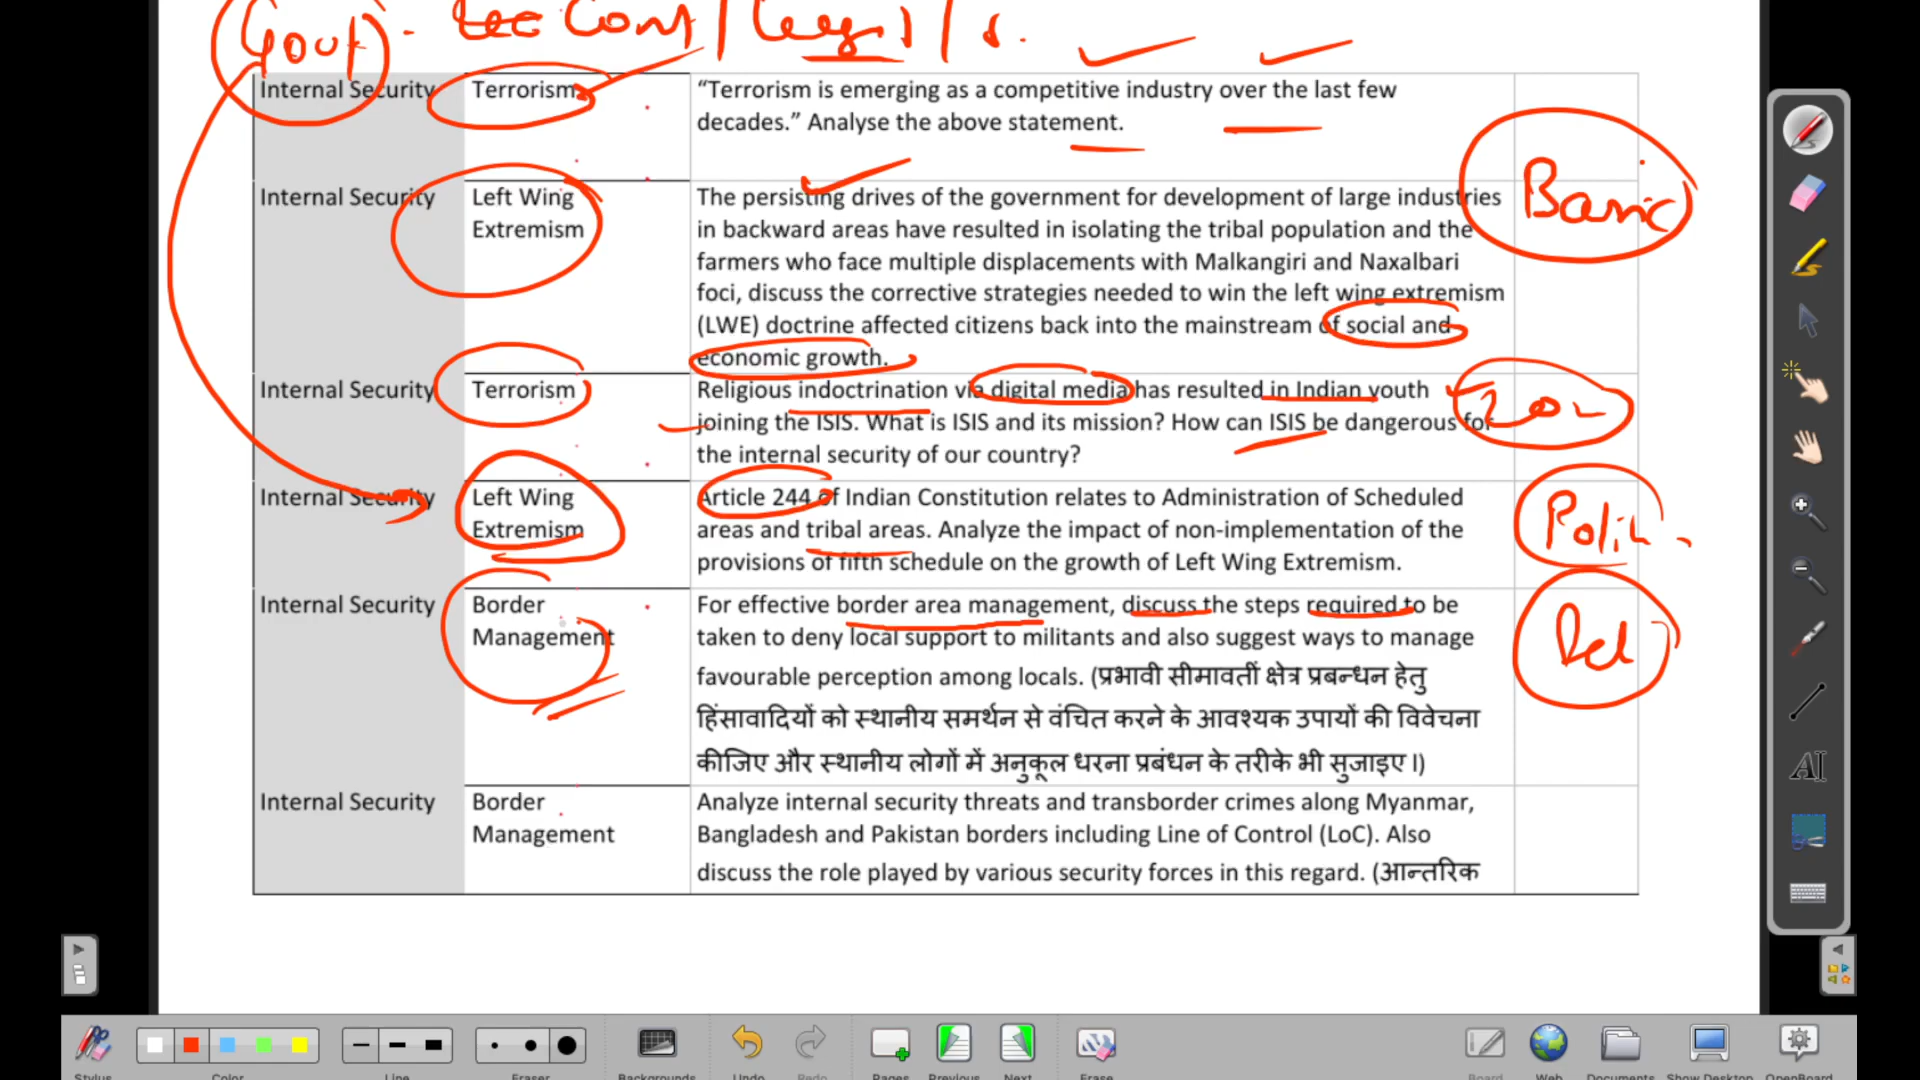 Govt - Cont / legis /
Internal Security Terrorism “Terrorism is emerging as a competitive industry over the last few
decades.” Analyse the above statement.
Basic
Internal Security Left Wing The persisting drives of the government for development of large industries
Extremism in backward areas have resulted in isolating the tribal population and the
farmers who face multiple displacements with Malkangiri and Naxalbari
foci, discuss the corrective strategies needed to win the left wing extremism
(LWE) doctrine affected citizens back into the mainstream of social and
economic growth.
Internal Security Terrorism Religious indoctrination via digital media has resulted in Indian youth
joining the ISIS. What is ISIS and its mission? How can ISIS be dangerous for
the internal security of our country?
Internal Security Left Wing Article 244 of Indian Constitution relates to Administration of Scheduled
Extremism areas and tribal areas. Analyze the impact of non-implementation of the
provisions of fifth schedule on the growth of Left Wing Extremism.
Internal Security Border For effective border area management, discuss the steps required to be
Management taken to deny local support to militants and also suggest ways to manage
favourable perception among locals. (प्रभावी सीमावर्ती क्षेत्र प्रबन्धन हेतु
हिंसावादियों को स्थानीय समर्थन से वंचित करने के आवश्यक उपायों की विवेचना
कीजिए और स्थानीय लोगों में अनुकूल धरना प्रबंधन के तरीके भी सुजाइए।)
Internal Security Border Analyze internal security threats and transborder crimes along Myanmar,
Management Bangladesh and Pakistan borders including Line of Control (LoC). Also
discuss the role played by various security forces in this regard. (आन्तरिक
Stylus Color Line Eraser Backgrounds Undo Redo Pages Previous Next Erase Board Web Documents Show Desktop OpenBoard